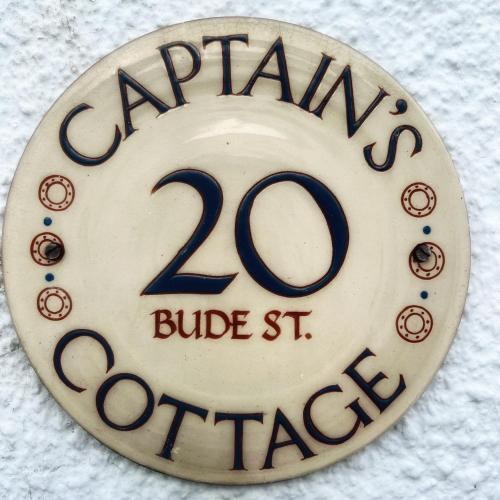 CAPTAIN'S
20
BUDE ST.
COTTAGE